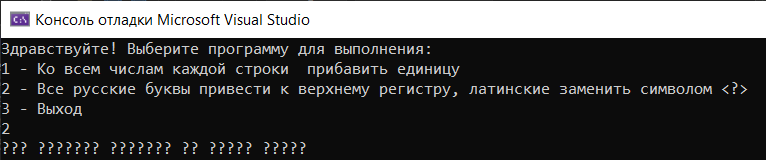 Консоль отладки Microsoft Visual Studio
Здравствуйте! Выберите программу для выполнения:
1 - Ко всем числам каждой строки  прибавить единицу
2 - Все русские буквы привести к верхнему регистру, латинские заменить символом <?>
3 - Выход
2
??? ??????? ??????? ?? ????? ?????